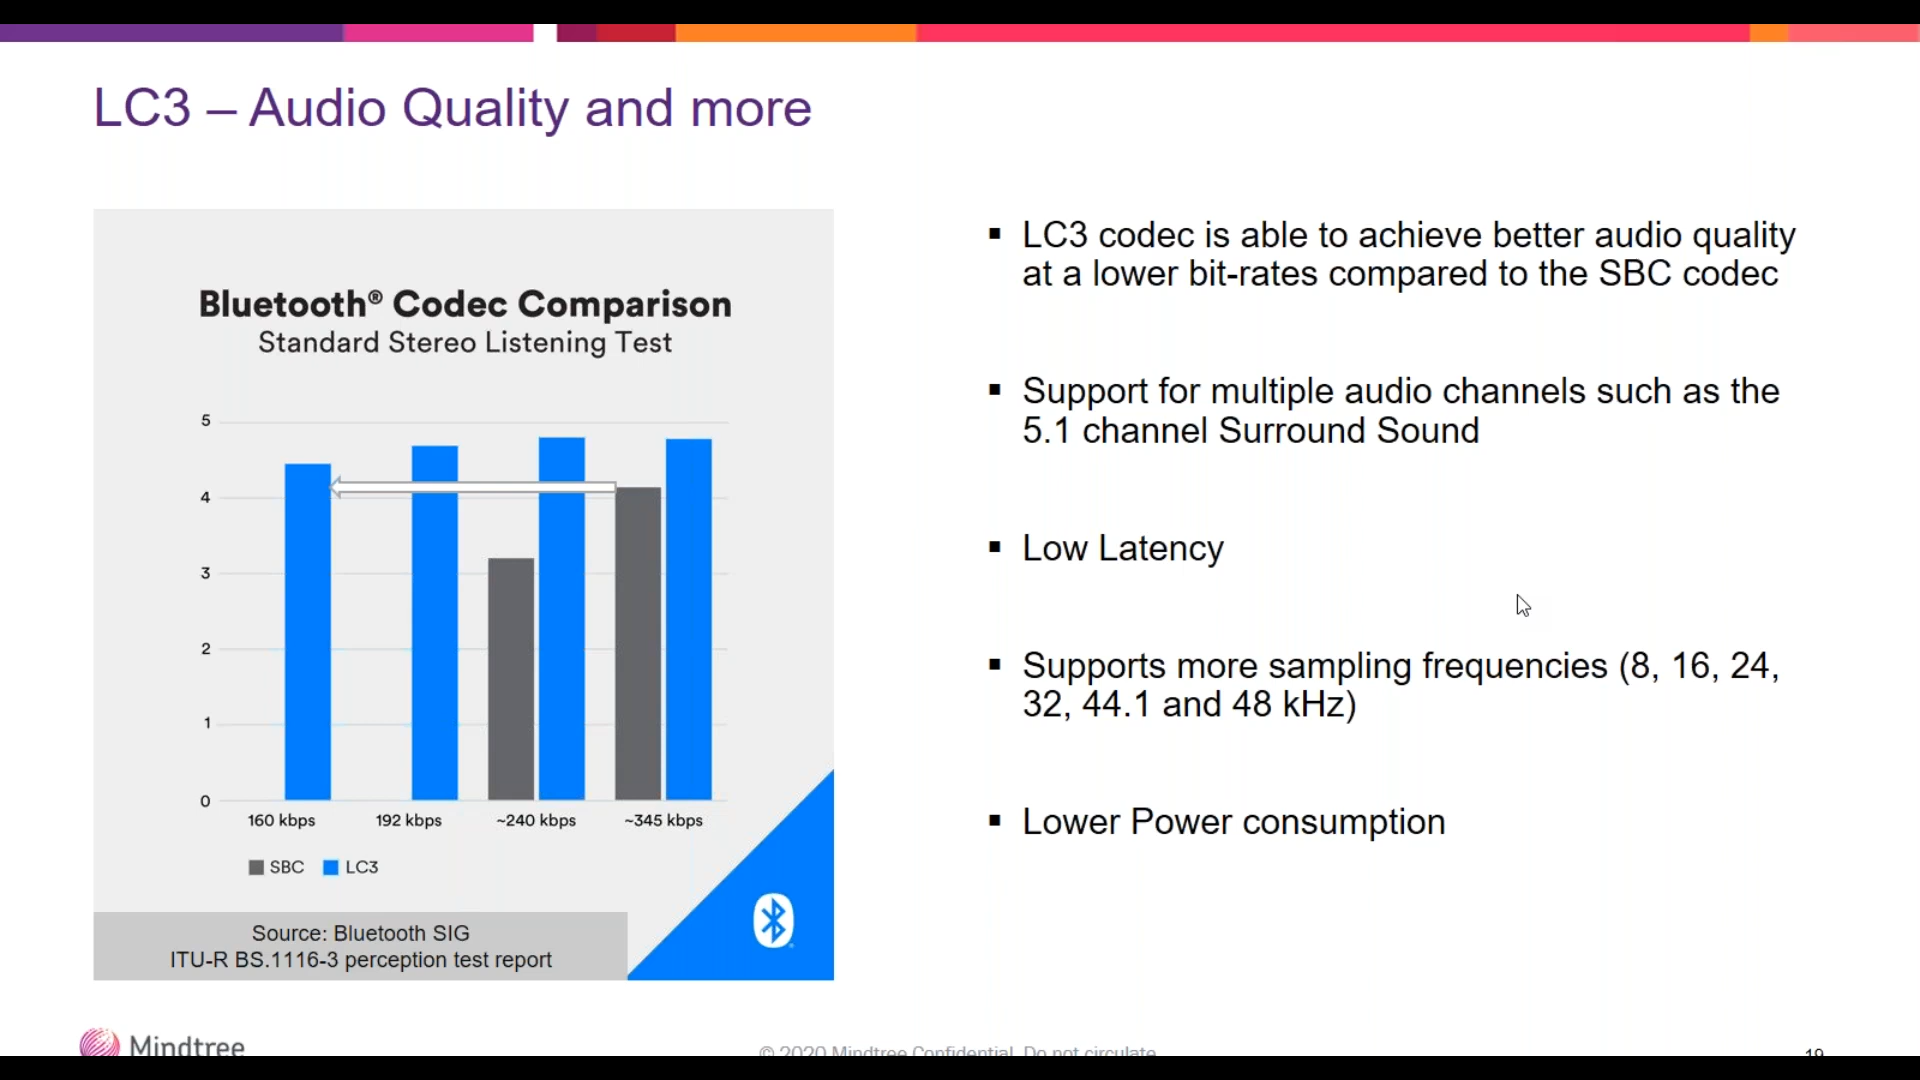 LC3 – Audio Quality and more
Bluetooth® Codec Comparison
Standard Stereo Listening Test
5
4
3
2
1
0
160 kbps
192 kbps
~240 kbps
~345 kbps
SBC
LC3
Source: Bluetooth SIG
ITU-R BS.1116-3 perception test report
▪ LC3 codec is able to achieve better audio quality
at a lower bit-rates compared to the SBC codec
▪ Support for multiple audio channels such as the
5.1 channel Surround Sound
▪ Low Latency
▪ Supports more sampling frequencies (8, 16, 24,
32, 44.1 and 48 kHz)
▪ Lower Power consumption
Mindtree
© 2020 Mindtree Confidential. Do not circulate
19